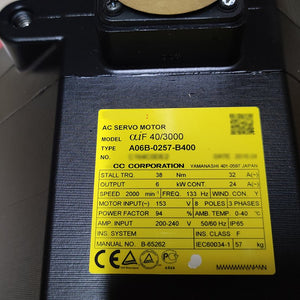 AC SERVO MOTOR
MODEL αiF 40/3000
TYPE A06B-0257-B400
NO.
CC CORPORATION YAMANASHI 401-0597 JAPAN
STALL TRQ. 38 Nm 32 A(~)
OUTPUT 6 kW CONT 24 A(~)
SPEED 2000 min⁻¹ FREQ. 133 Hz
MOTOR INPUT (~) 153 V 8 POLES 3 PHASES
POWER FACTOR 94 % AMB. TEMP. 0-40 ℃
AMP. INPUT 200-240 V 50/60 Hz IP65
INS. SYSTEM INS. CLASS F
MANUAL NO. B-65262 IEC60034-1 57 kg
CE